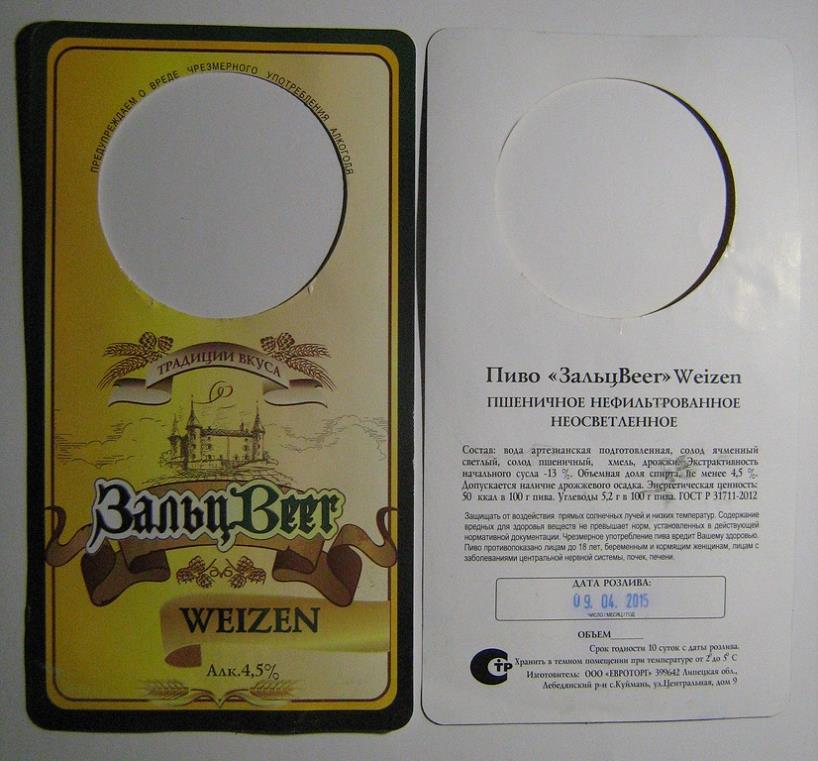 ПРЕДУПРЕЖДАЕМ О ВРЕДЕ ЧРЕЗМЕРНОГО УПОТРЕБЛЕНИЯ АЛКОГОЛЯ
ТРАДИЦИИ ВКУСА
ЗальцBeer
WEIZEN
Алк.4,5%
Пиво «ЗальцBeer» Weizen
ПШЕНИЧНОЕ НЕФИЛЬТРОВАННОЕ
НЕОСВЕТЛЕННОЕ
Состав: вода артезианская подготовленная, солод ячменный
светлый, солод пшеничный, хмель, дрожжи. Экстрактивность
начального сусла -13 %. Объемная доля спирта, не менее 4,5 %.
Допускается наличие дрожжевого осадка. Энергетическая ценность:
50 ккал в 100 г пива. Углеводы 5,2 г в 100 г пива. ГОСТ Р 31711-2012
Защищать от воздействия прямых солнечных лучей и низких температур. Содержание
вредных для здоровья веществ не превышает норм, установленных в действующей
нормативной документации. Чрезмерное употребление пива вредит Вашему здоровью.
Пиво противопоказано лицам до 18 лет, беременным и кормящим женщинам, лицам с
заболеваниями центральной нервной системы, почек, печени.
ДАТА РОЗЛИВА:
09. 04. 2015
ЧИСЛО / МЕСЯЦ / ГОД
ОБЪЕМ______
Срок годности 10 суток с даты розлива.
Хранить в темном помещении при температуре от 2° до 5° С
Изготовитель: ООО «ЕВРОТОРГ» 399642 Липецкая обл.,
Лебедянский р-н с.Куймань, ул.Центральная, дом 9
СТР